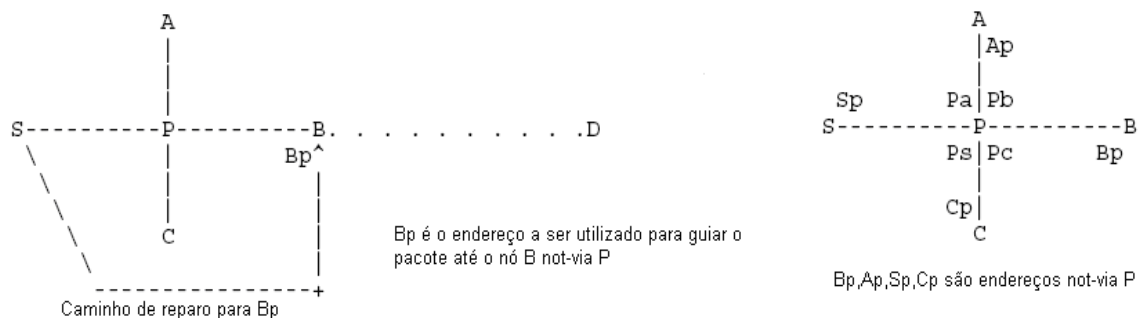 A
S-----------P-----------B. . . . . . . . . . .D
Bp^
C
Bp é o endereço a ser utilizado para guiar o
pacote até o nó B not-via P
Caminho de reparo para Bp
A
Ap
Sp Pa Pb
S-----------P-----------B
Ps Pc Bp
Cp
C
Bp,Ap,Sp,Cp são endereços not-via P